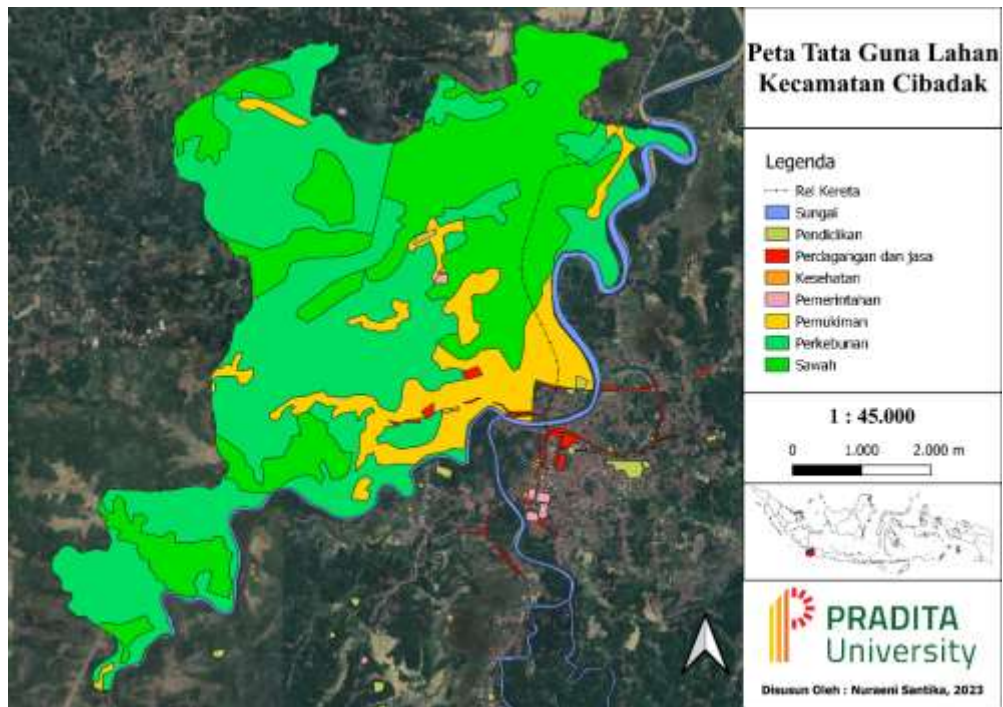 Peta Tata Guna Lahan
Kecamatan Cibadak
Legenda
Rel Kereta
Sungai
Pendidikan
Perdagangan dan jasa
Kesehatan
Pemerintahan
Pemukiman
Perkebunan
Sawah
1 : 45.000
0 1.000 2.000 m
PRADITA
University
Disusun Oleh : Nuraeni Santika, 2023